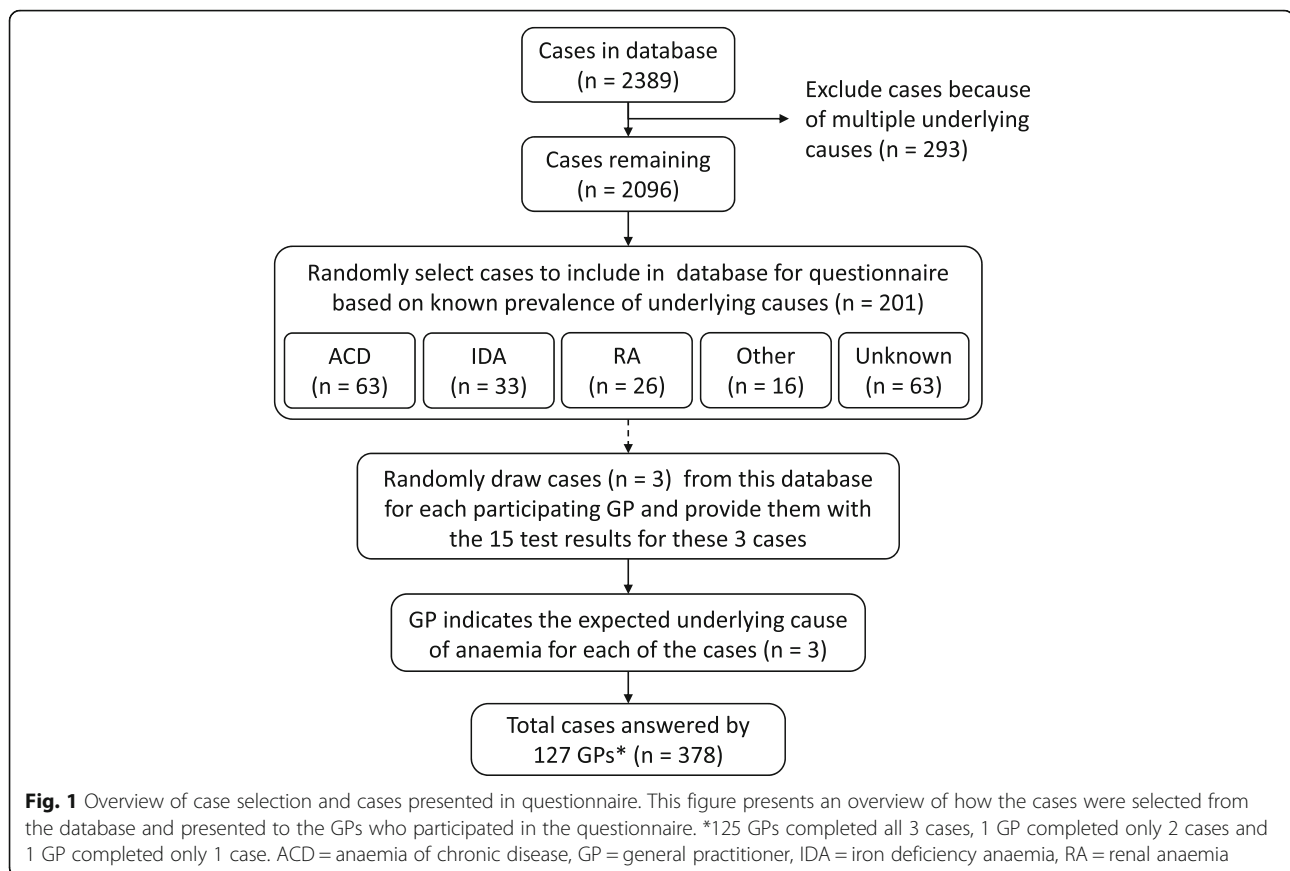 Cases in database
(n = 2389)
Exclude cases because
of multiple underlying
causes (n = 293)
Cases remaining
(n = 2096)
Randomly select cases to include in database for questionnaire
based on known prevalence of underlying causes (n = 201)
ACD
(n = 63)
IDA
(n = 33)
RA
(n = 26)
Other
(n = 16)
Unknown
(n = 63)
Randomly draw cases (n = 3) from this database
for each participating GP and provide them with
the 15 test results for these 3 cases
GP indicates the expected underlying cause
of anaemia for each of the cases (n = 3)
Total cases answered by
127 GPs* (n = 378)
Fig. 1 Overview of case selection and cases presented in questionnaire. This figure presents an overview of how the cases were selected from
the database and presented to the GPs who participated in the questionnaire. *125 GPs completed all 3 cases, 1 GP completed only 2 cases and
1 GP completed only 1 case. ACD = anaemia of chronic disease, GP = general practitioner, IDA = iron deficiency anaemia, RA = renal anaemia